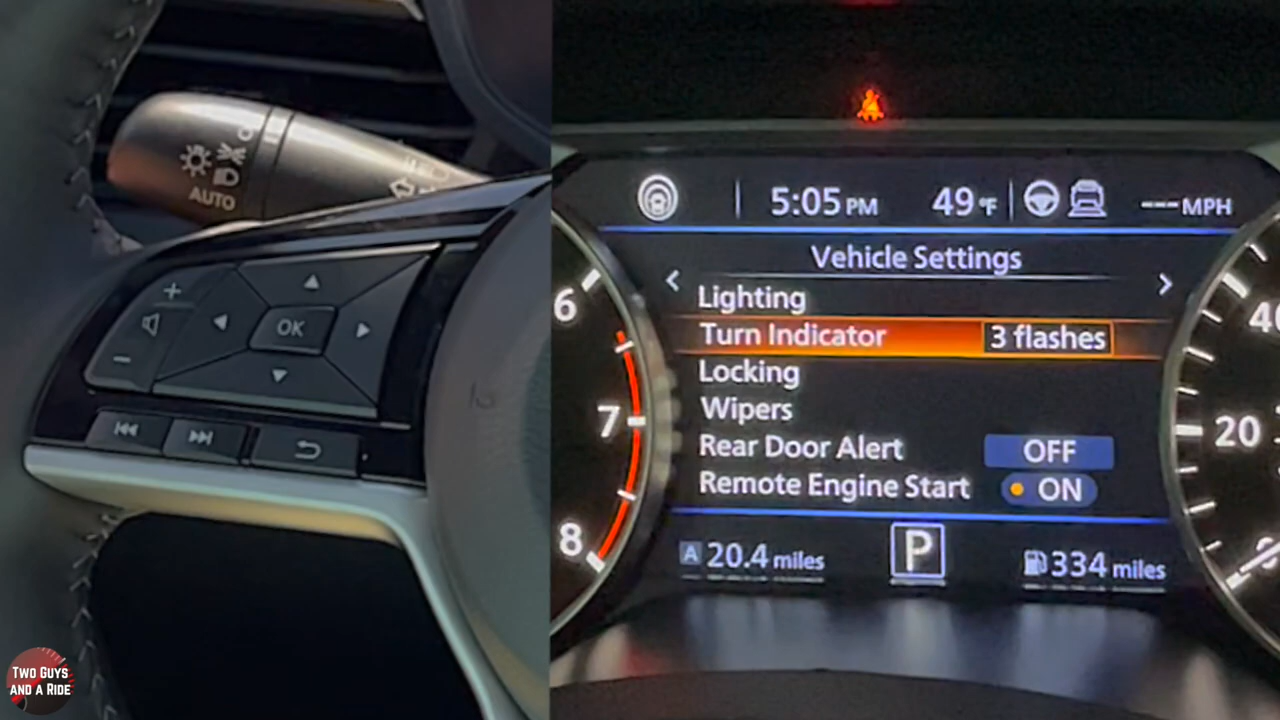 AUTO
+
OK
−
5:05 PM
49 °F
--- MPH
Vehicle Settings
Lighting
Turn Indicator 3 flashes
Locking
Wipers
Rear Door Alert OFF
Remote Engine Start ON
A 20.4 miles
P
334 miles
6
7
8
40
20
TWO GUYS
AND A RIDE